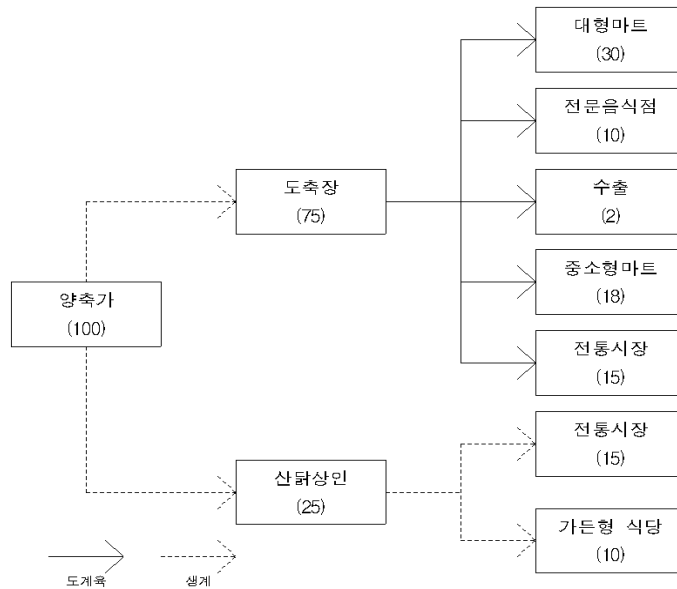 대형마트
(30)
전문음식점
(10)
도축장
(75)
수출
(2)
양축가
(100)
중소형마트
(18)
전통시장
(15)
전통시장
(15)
산닭상인
(25)
가든형 식당
(10)
도계육
생계